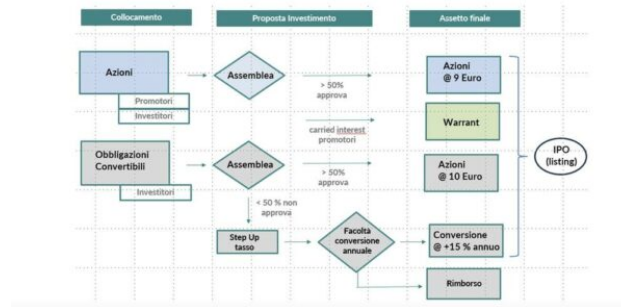 Collocamento
Proposta Investimento
Assetto finale
Azioni
Promotori
Investitori
Assemblea
> 50%
approva
Azioni
@ 9 Euro
carried interest
promotori
Warrant
Obbligazioni
Convertibili
Investitori
Assemblea
> 50%
approva
Azioni
@ 10 Euro
IPO
(listing)
< 50 % non
approva
Step Up
tasso
Facoltà
conversione
annuale
Conversione
@ +15 % annuo
Rimborso